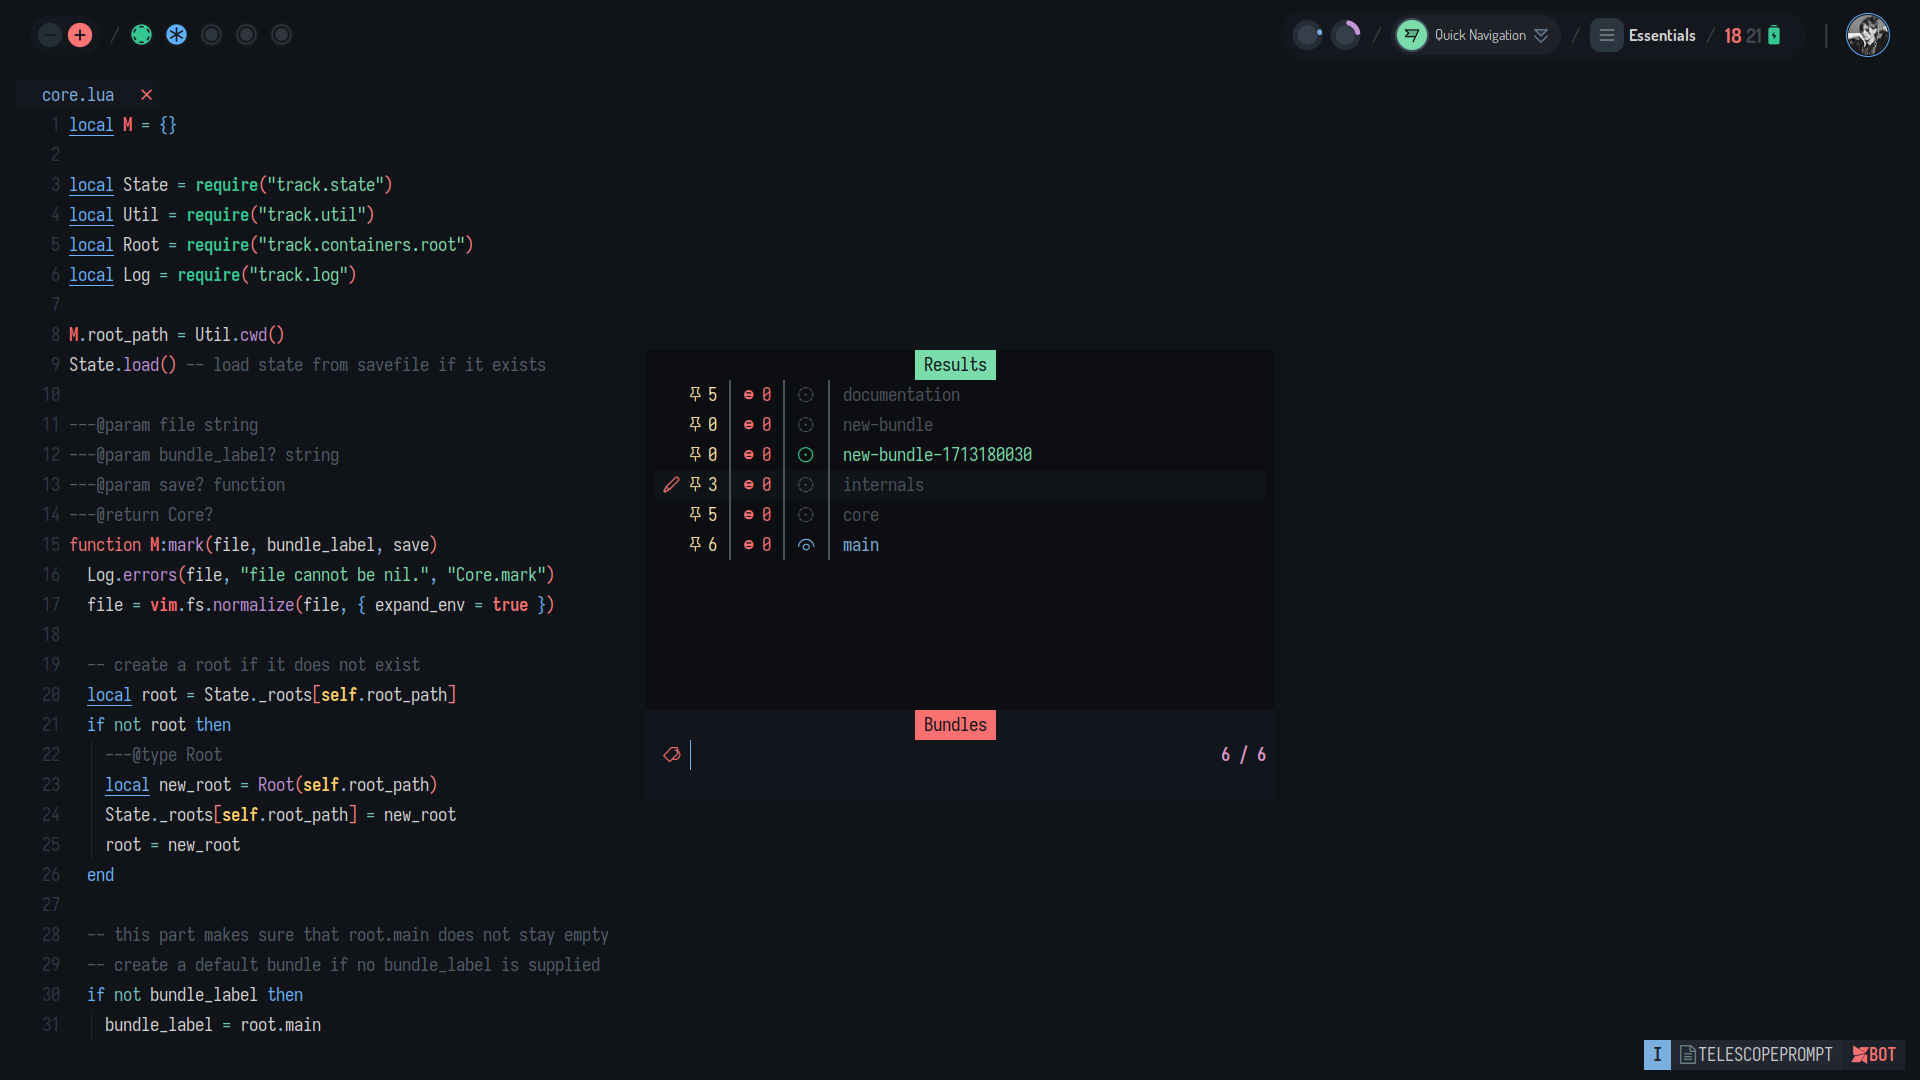 Quick Navigation
Essentials
18 21
core.lua
1 local M = {}
2
3 local State = require("track.state")
4 local Util = require("track.util")
5 local Root = require("track.containers.root")
6 local Log = require("track.log")
7
8 M.root_path = Util.cwd()
9 State.load() -- load state from savefile if it exists
10
11 ---@param file string
12 ---@param bundle_label? string
13 ---@param save? function
14 ---@return Core?
15 function M:mark(file, bundle_label, save)
16 Log.errors(file, "file cannot be nil.", "Core.mark")
17 file = vim.fs.normalize(file, { expand_env = true })
18
19 -- create a root if it does not exist
20 local root = State._roots[self.root_path]
21 if not root then
22 ---@type Root
23 local new_root = Root(self.root_path)
24 State._roots[self.root_path] = new_root
25 root = new_root
26 end
27
28 -- this part makes sure that root.main does not stay empty
29 -- create a default bundle if no bundle_label is supplied
30 if not bundle_label then
31 bundle_label = root.main
Results
5 0 documentation
0 0 new-bundle
0 0 new-bundle-1713180030
3 0 internals
5 0 core
6 0 main
Bundles
6 / 6
I TELESCOPEPROMPT BOT